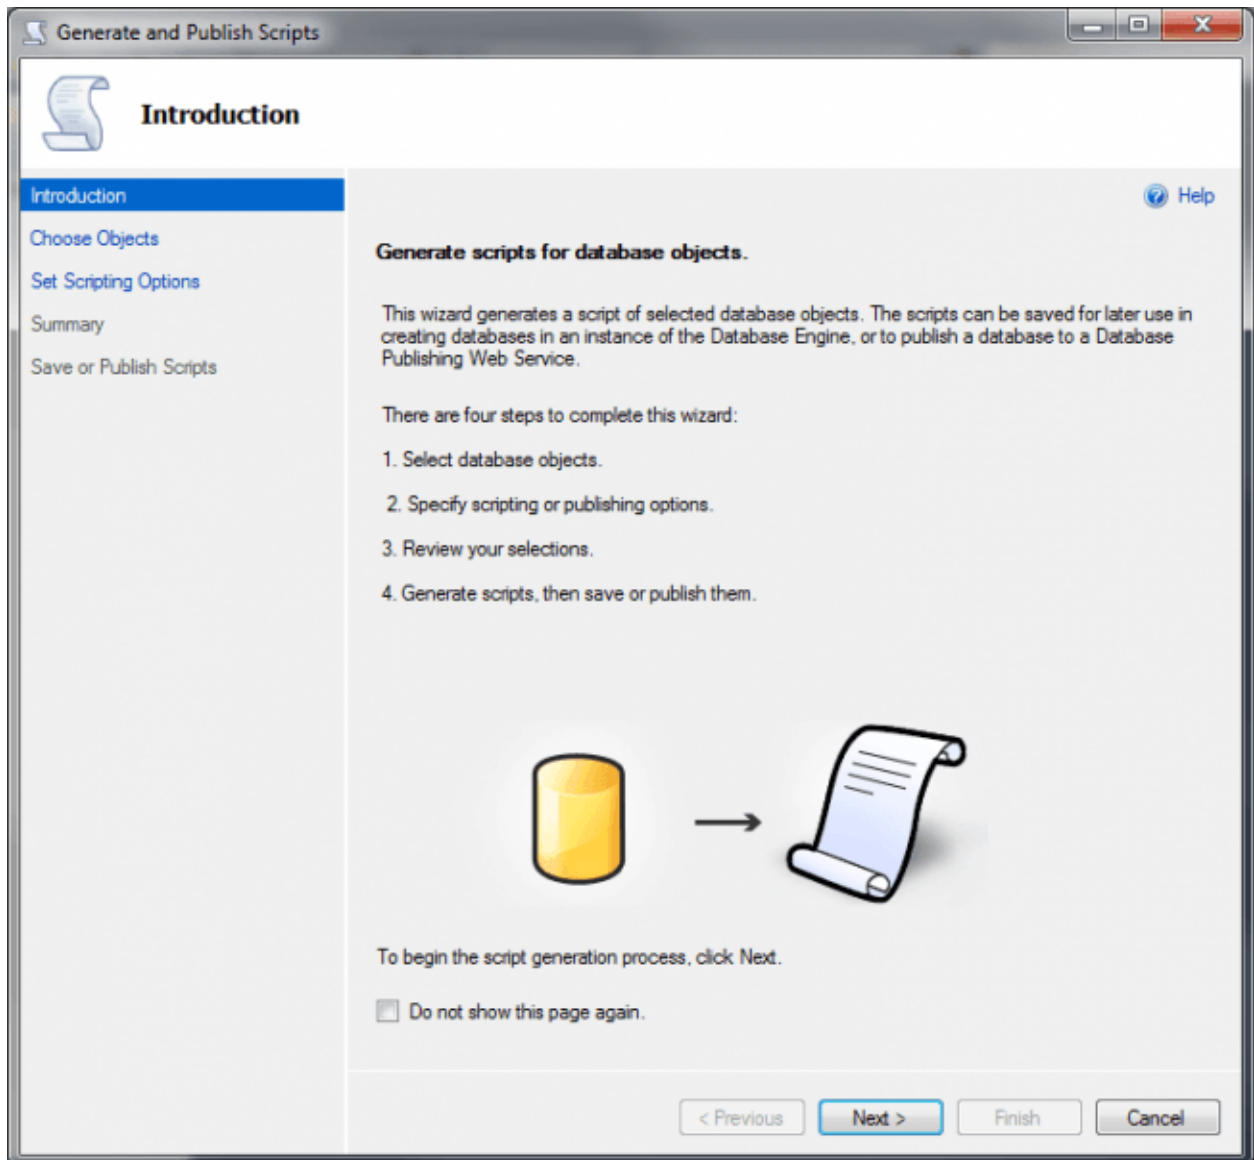 Generate and Publish Scripts
Introduction
Introduction
Choose Objects
Set Scripting Options
Summary
Save or Publish Scripts
Help
Generate scripts for database objects.
This wizard generates a script of selected database objects. The scripts can be saved for later use in
creating databases in an instance of the Database Engine, or to publish a database to a Database
Publishing Web Service.
There are four steps to complete this wizard:
1. Select database objects.
2. Specify scripting or publishing options.
3. Review your selections.
4. Generate scripts, then save or publish them.
To begin the script generation process, click Next.
Do not show this page again.
< Previous
Next >
Finish
Cancel